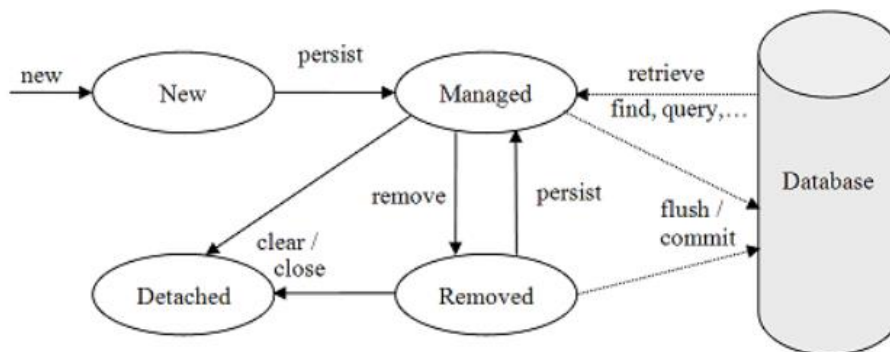 new
New
persist
Managed
retrieve
find, query,...
Database
remove
persist
flush /
commit
clear /
close
Detached
Removed